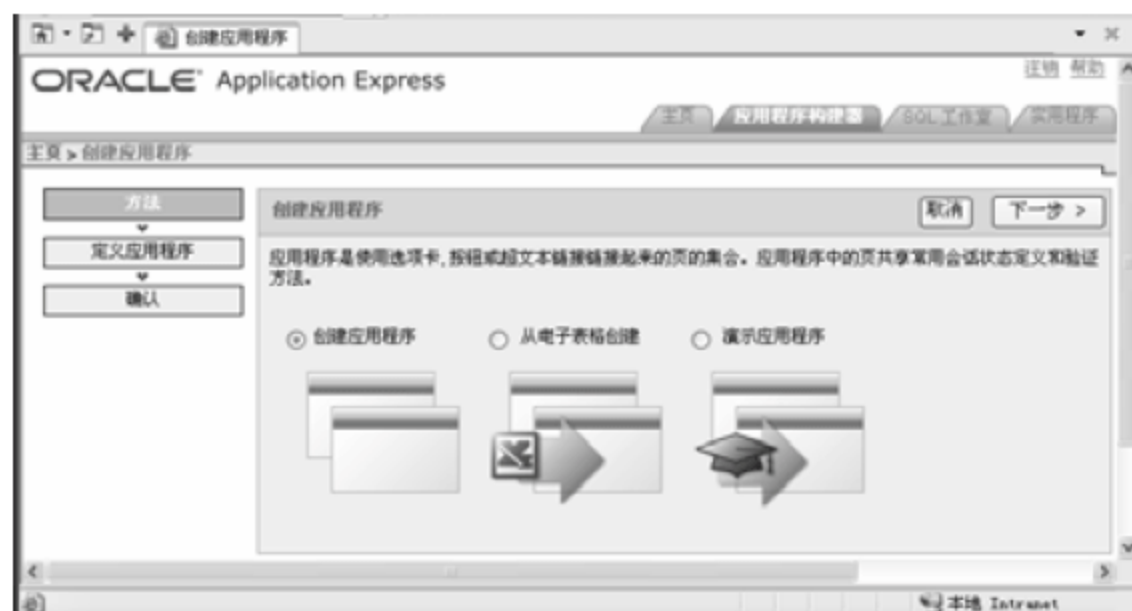 创建应用程序
ORACLE Application Express
注销 帮助
主页 应用程序构建器 SQL 工作室 实用程序
主页 > 创建应用程序
方法
定义应用程序
确认
创建应用程序
取消 下一步 >
应用程序是使用选项卡,按钮或超文本链接链接起来的页的集合。应用程序中的页共享常用会话状态定义和验证
方法。
创建应用程序 从电子表格创建 演示应用程序
本地 Intranet